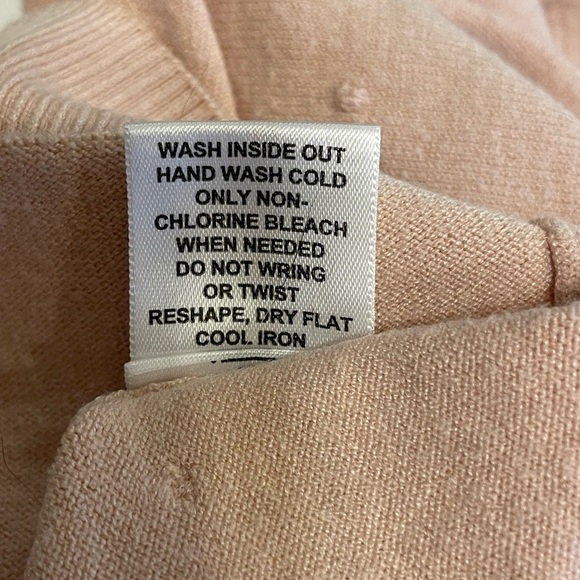 WASH INSIDE OUT
HAND WASH COLD
ONLY NON-
CHLORINE BLEACH
WHEN NEEDED
DO NOT WRING
OR TWIST
RESHAPE, DRY FLAT
COOL IRON